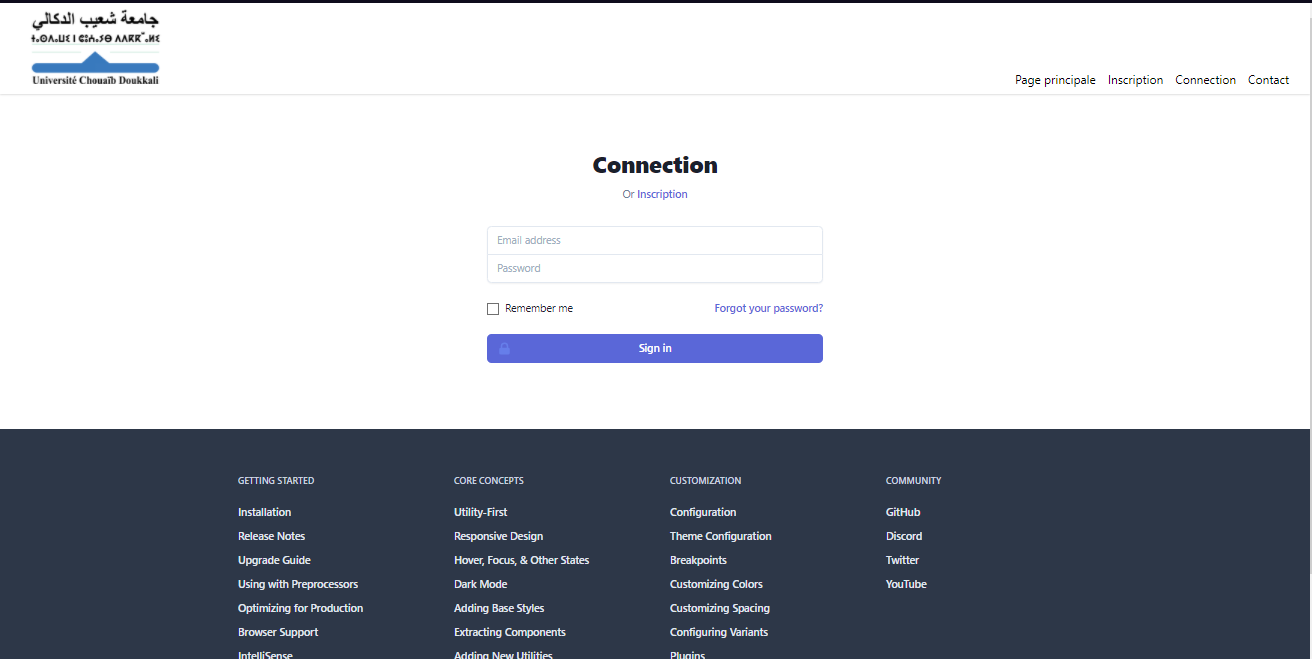 جامعة شعيب الدكالي
Université Chouaïb Doukkali
Page principale Inscription Connection Contact
Connection
Or Inscription
Email address
Password
Remember me Forgot your password?
Sign in
GETTING STARTED CORE CONCEPTS CUSTOMIZATION COMMUNITY
Installation Utility-First Configuration GitHub
Release Notes Responsive Design Theme Configuration Discord
Upgrade Guide Hover, Focus, & Other States Breakpoints Twitter
Using with Preprocessors Dark Mode Customizing Colors YouTube
Optimizing for Production Adding Base Styles Customizing Spacing
Browser Support Extracting Components Configuring Variants
IntelliSense Adding New Utilities Plugins